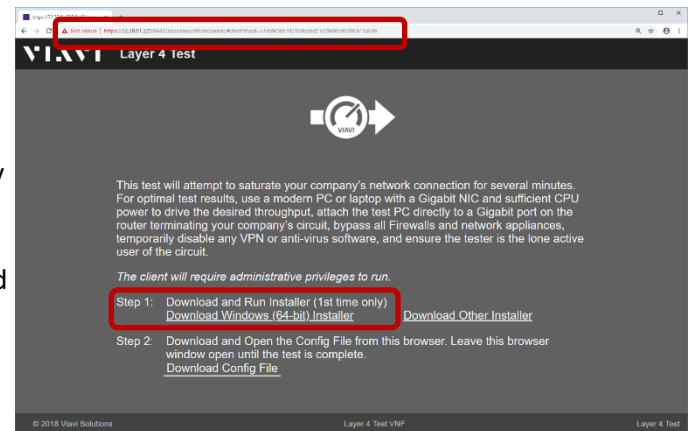 Not secure
VIAVI Layer 4 Test
VIAVI
This test will attempt to saturate your company's network connection for several minutes.
For optimal test results, use a modern PC or laptop with a Gigabit NIC and sufficient CPU
power to drive the desired throughput, attach the test PC directly to a Gigabit port on the
router terminating your company's circuit, bypass all Firewalls and network appliances,
temporarily disable any VPN or anti-virus software, and ensure the tester is the lone active
user of the circuit.
The client will require administrative privileges to run.
Step 1: Download and Run Installer (1st time only)
Download Windows (64-bit) Installer Download Other Installer
Step 2: Download and Open the Config File from this browser. Leave this browser
window open until the test is complete.
Download Config File
© 2018 Viavi Solutions Layer 4 Test VNF Layer 4 Test